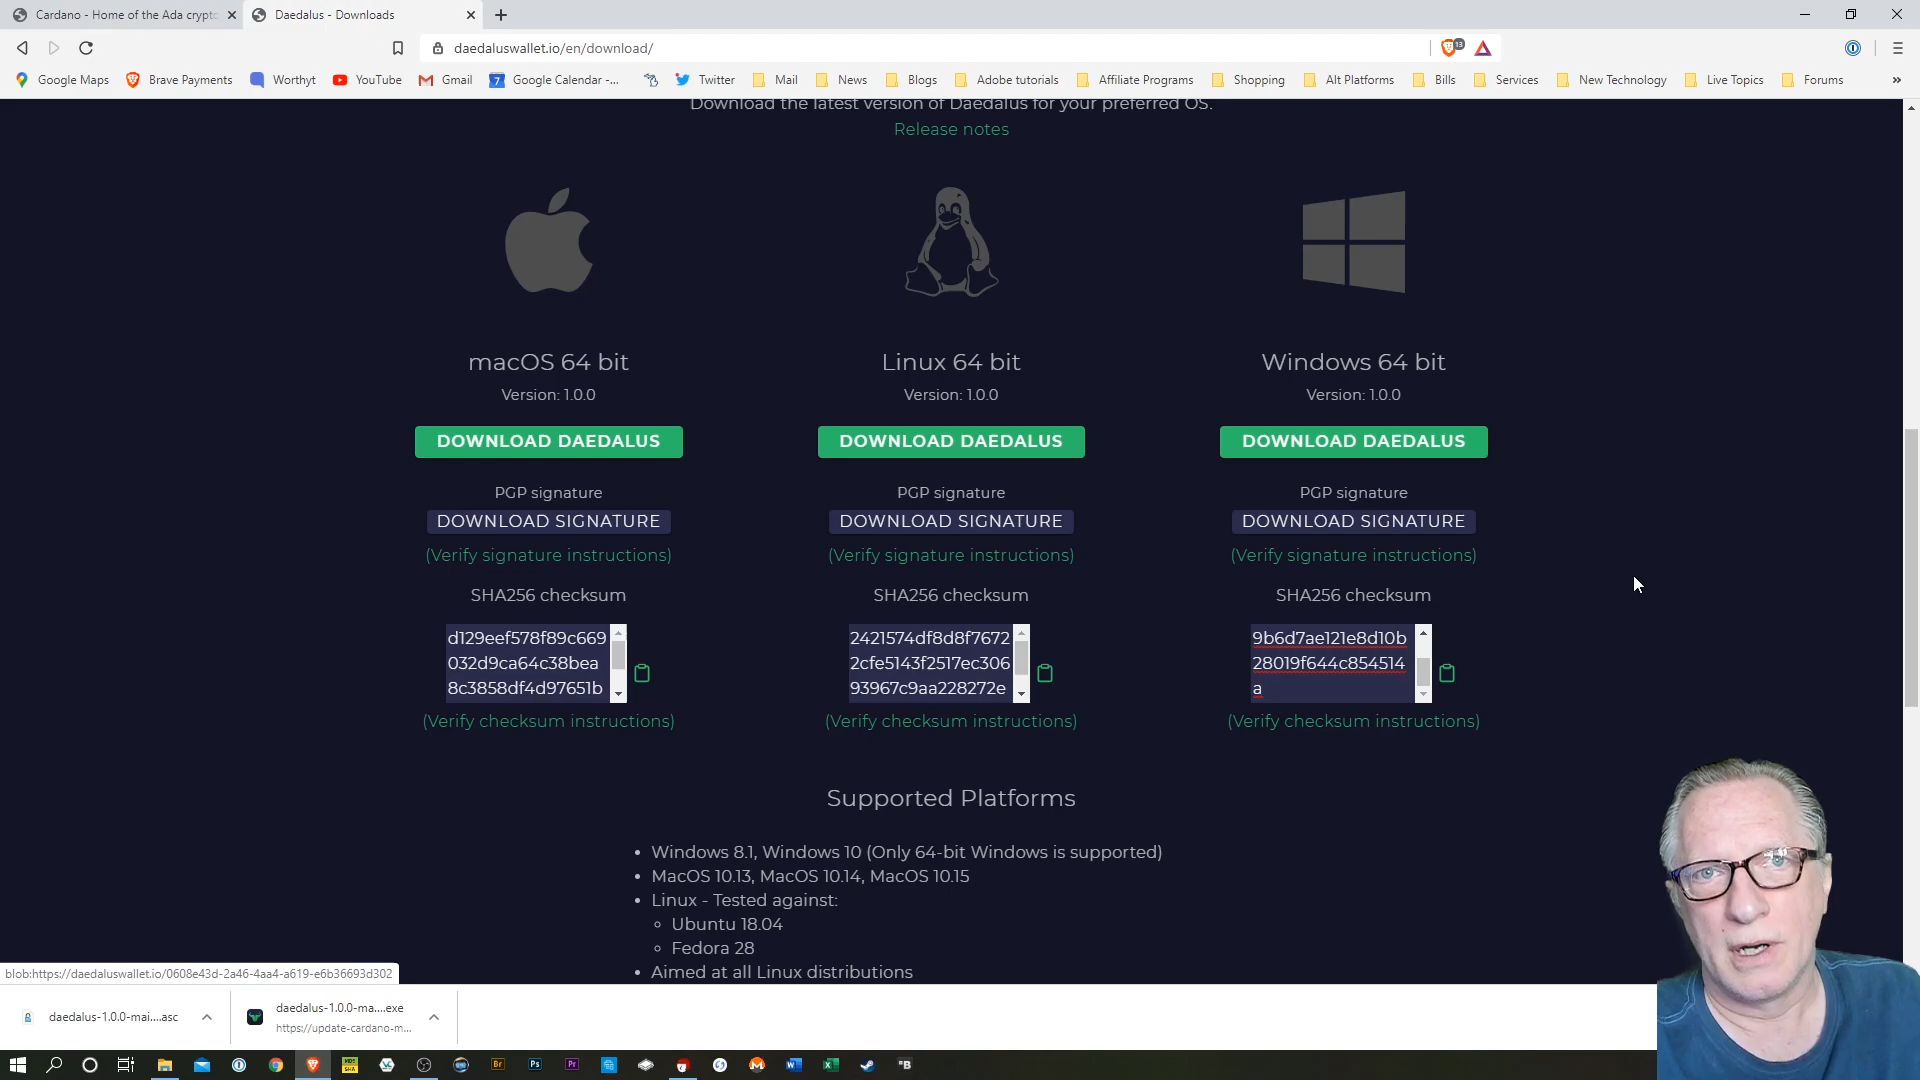 Cardano - Home of the Ada crypto
Daedalus - Downloads
daedaluswallet.io/en/download/
13
Google Maps
Brave Payments
Worthyt
YouTube
Gmail
7
Google Calendar -...
Twitter
Mail
News
Blogs
Adobe tutorials
Affiliate Programs
Shopping
Alt Platforms
Bills
Services
New Technology
Live Topics
Forums
Download the latest version of Daedalus for your preferred OS.
Release notes
macOS 64 bit
Version: 1.0.0
DOWNLOAD DAEDALUS
PGP signature
DOWNLOAD SIGNATURE
(Verify signature instructions)
SHA256 checksum
d129eef578f89c669
032d9ca64c38bea
8c3858df4d97651b
(Verify checksum instructions)
Linux 64 bit
Version: 1.0.0
DOWNLOAD DAEDALUS
PGP signature
DOWNLOAD SIGNATURE
(Verify signature instructions)
SHA256 checksum
2421574df8d8f7672
2cfe5143f2517ec306
93967c9aa228272e
(Verify checksum instructions)
Windows 64 bit
Version: 1.0.0
DOWNLOAD DAEDALUS
PGP signature
DOWNLOAD SIGNATURE
(Verify signature instructions)
SHA256 checksum
9b6d7ae121e8d10b
28019f644c854514
a
(Verify checksum instructions)
Supported Platforms
Windows 8.1, Windows 10 (Only 64-bit Windows is supported)
MacOS 10.13, MacOS 10.14, MacOS 10.15
Linux - Tested against:
Ubuntu 18.04
Fedora 28
Aimed at all Linux distributions
blob:https://daedaluswallet.io/0608e43d-2a46-4aa4-a619-e6b36693d302
daedalus-1.0.0-mai....asc
daedalus-1.0.0-ma....exe
https://update-cardano-m...
Br
Ps
Pr